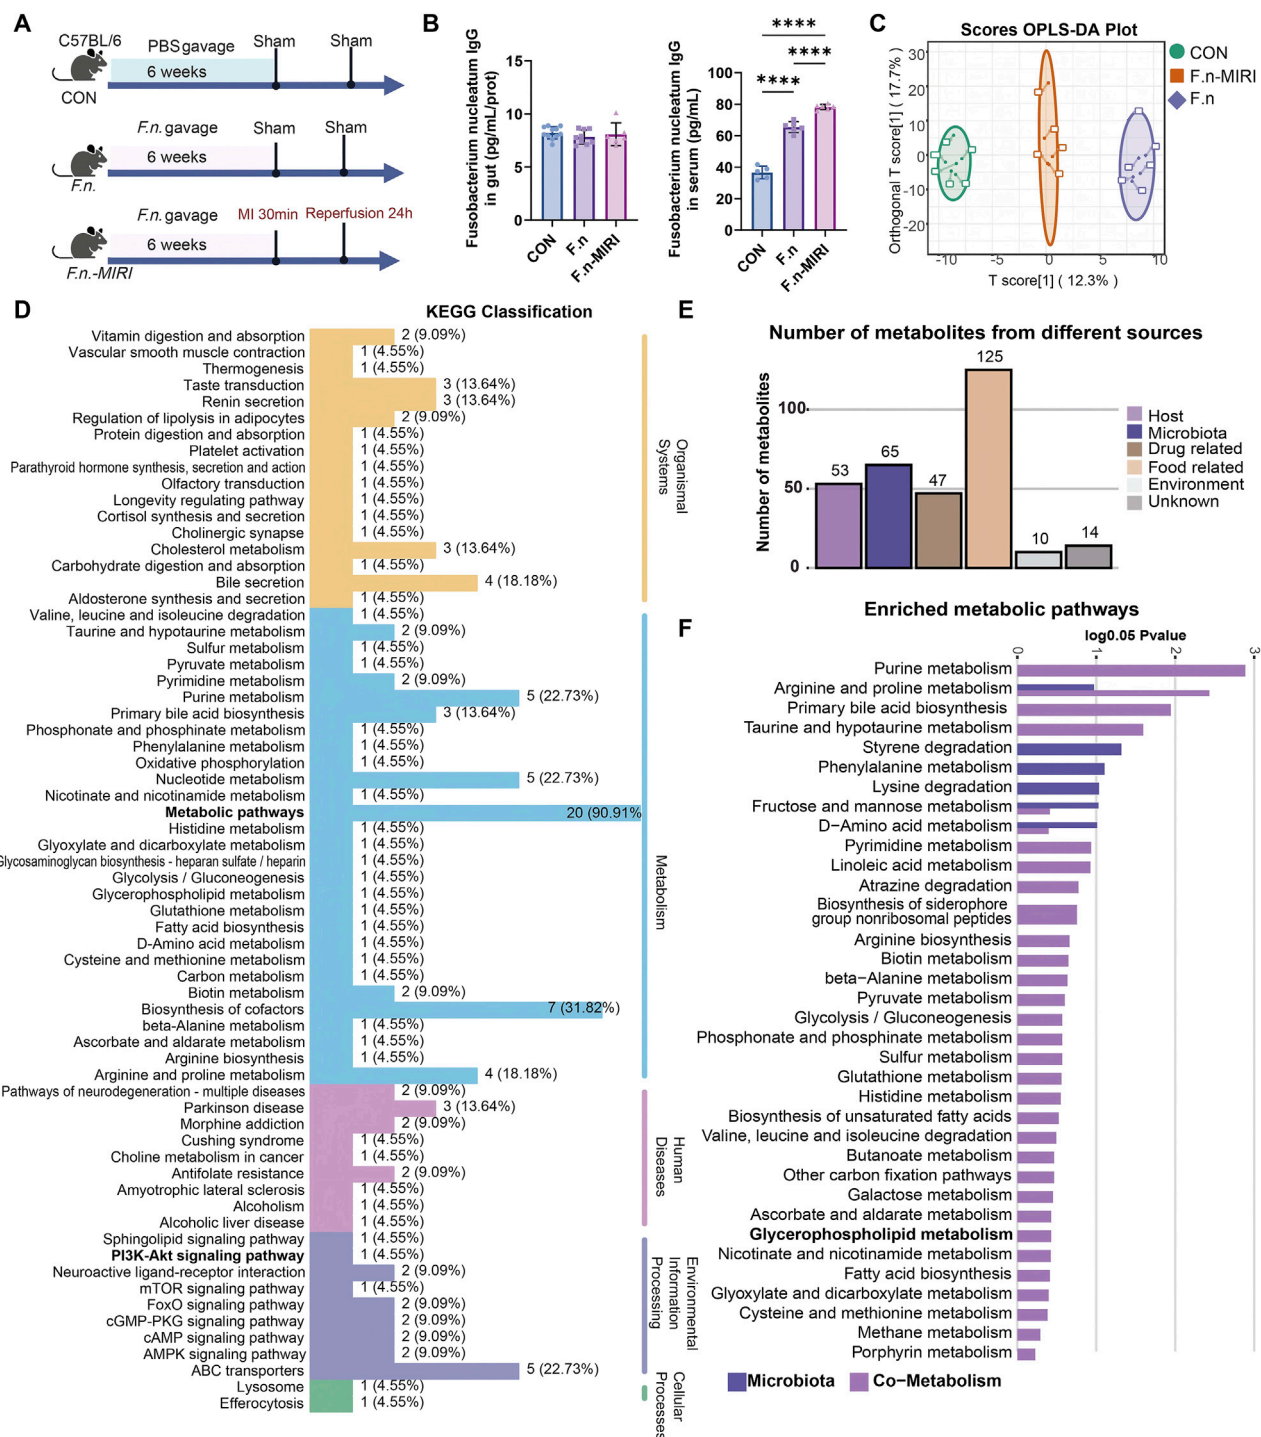 A
C57BL/6
PBS gavage
Sham
Sham
6 weeks
CON
F.n. gavage
Sham
Sham
6 weeks
F.n.
F.n. gavage
MI 30min
Reperfusion 24h
6 weeks
F.n.-MIRI
B
Fusobacterium nucleatum IgG
in gut (pg/mL/prot)
15
10
5
0
CON
F.n
F.n-MIRI
Fusobacterium nucleatum IgG
in serum (pg/mL)
100
80
60
40
20
0
****
****
****
CON
F.n
F.n-MIRI
C
Scores OPLS-DA Plot
Orthogonal T score[1] ( 17.7% )
30
20
10
0
-10
-20
-10
-5
0
5
10
T score[1] ( 12.3% )
CON
F.n-MIRI
F.n
D
KEGG Classification
Vitamin digestion and absorption 2 (9.09%)
Vascular smooth muscle contraction 1 (4.55%)
Thermogenesis 1 (4.55%)
Taste transduction 3 (13.64%)
Renin secretion 3 (13.64%)
Regulation of lipolysis in adipocytes 2 (9.09%)
Protein digestion and absorption 1 (4.55%)
Platelet activation 1 (4.55%)
Parathyroid hormone synthesis, secretion and action 1 (4.55%)
Olfactory transduction 1 (4.55%)
Longevity regulating pathway 1 (4.55%)
Cortisol synthesis and secretion 1 (4.55%)
Cholinergic synapse 1 (4.55%)
Cholesterol metabolism 3 (13.64%)
Carbohydrate digestion and absorption 1 (4.55%)
Bile secretion 4 (18.18%)
Aldosterone synthesis and secretion 1 (4.55%)
Organismal
Systems
Valine, leucine and isoleucine degradation 1 (4.55%)
Taurine and hypotaurine metabolism 2 (9.09%)
Sulfur metabolism 1 (4.55%)
Pyruvate metabolism 1 (4.55%)
Pyrimidine metabolism 2 (9.09%)
Purine metabolism 5 (22.73%)
Primary bile acid biosynthesis 3 (13.64%)
Phosphonate and phosphinate metabolism 1 (4.55%)
Phenylalanine metabolism 1 (4.55%)
Oxidative phosphorylation 1 (4.55%)
Nucleotide metabolism 5 (22.73%)
Nicotinate and nicotinamide metabolism 1 (4.55%)
Metabolic pathways 20 (90.91%
Histidine metabolism 1 (4.55%)
Glyoxylate and dicarboxylate metabolism 1 (4.55%)
Glycosaminoglycan biosynthesis - heparan sulfate / heparin 1 (4.55%)
Glycolysis / Gluconeogenesis 1 (4.55%)
Glycerophospholipid metabolism 1 (4.55%)
Glutathione metabolism 1 (4.55%)
Fatty acid biosynthesis 1 (4.55%)
D-Amino acid metabolism 1 (4.55%)
Cysteine and methionine metabolism 1 (4.55%)
Carbon metabolism 1 (4.55%)
Biotin metabolism 2 (9.09%)
Biosynthesis of cofactors 7 (31.82%)
beta-Alanine metabolism 1 (4.55%)
Ascorbate and aldarate metabolism 1 (4.55%)
Arginine biosynthesis 1 (4.55%)
Arginine and proline metabolism 4 (18.18%)
Metabolism
Pathways of neurodegeneration - multiple diseases 2 (9.09%)
Parkinson disease 3 (13.64%)
Morphine addiction 2 (9.09%)
Cushing syndrome 1 (4.55%)
Choline metabolism in cancer 1 (4.55%)
Antifolate resistance 2 (9.09%)
Amyotrophic lateral sclerosis 1 (4.55%)
Alcoholism 1 (4.55%)
Alcoholic liver disease 1 (4.55%)
Human
Diseases
Sphingolipid signaling pathway 1 (4.55%)
PI3K-Akt signaling pathway 1 (4.55%)
Neuroactive ligand-receptor interaction 2 (9.09%)
mTOR signaling pathway 1 (4.55%)
FoxO signaling pathway 2 (9.09%)
cGMP-PKG signaling pathway 2 (9.09%)
cAMP signaling pathway 2 (9.09%)
AMPK signaling pathway 2 (9.09%)
ABC transporters 5 (22.73%)
Environmental
Information
Processing
Lysosome 1 (4.55%)
Efferocytosis 1 (4.55%)
Cellular
Processes
E
Number of metabolites from different sources
Number of metabolites
100
50
0
53
65
47
125
10
14
Host
Microbiota
Drug related
Food related
Environment
Unknown
F
Enriched metabolic pathways
log0.05 Pvalue
0
1
2
3
Purine metabolism
Arginine and proline metabolism
Primary bile acid biosynthesis
Taurine and hypotaurine metabolism
Styrene degradation
Phenylalanine metabolism
Lysine degradation
Fructose and mannose metabolism
D−Amino acid metabolism
Pyrimidine metabolism
Linoleic acid metabolism
Atrazine degradation
Biosynthesis of siderophore
group nonribosomal peptides
Arginine biosynthesis
Biotin metabolism
beta−Alanine metabolism
Pyruvate metabolism
Glycolysis / Gluconeogenesis
Phosphonate and phosphinate metabolism
Sulfur metabolism
Glutathione metabolism
Histidine metabolism
Biosynthesis of unsaturated fatty acids
Valine, leucine and isoleucine degradation
Butanoate metabolism
Other carbon fixation pathways
Galactose metabolism
Ascorbate and aldarate metabolism
Glycerophospholipid metabolism
Nicotinate and nicotinamide metabolism
Fatty acid biosynthesis
Glyoxylate and dicarboxylate metabolism
Cysteine and methionine metabolism
Methane metabolism
Porphyrin metabolism
Microbiota
Co−Metabolism